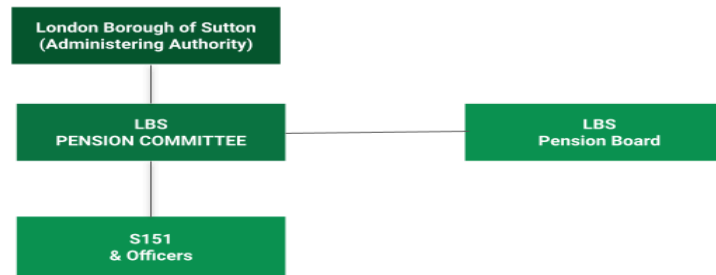 London Borough of Sutton
(Administering Authority)
LBS
PENSION COMMITTEE
LBS
Pension Board
S151
& Officers